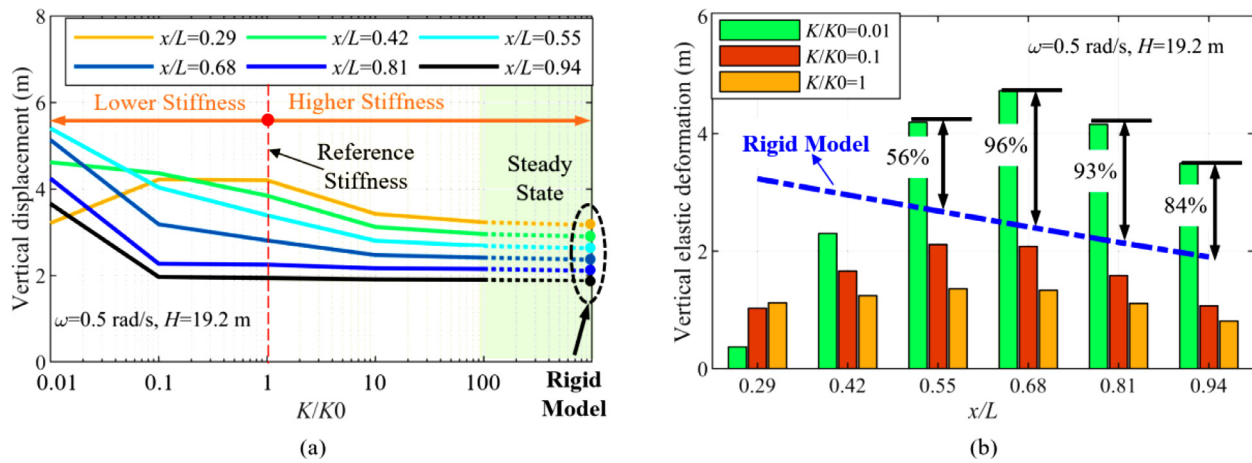 8
x/L=0.29
x/L=0.42
x/L=0.55
x/L=0.68
x/L=0.81
x/L=0.94
6
Lower Stiffness
Higher Stiffness
Reference
Stiffness
Steady
State
4
2
ω=0.5 rad/s, H=19.2 m
0
Vertical displacement (m)
0.01
0.1
1
10
100
Rigid
Model
K/K0
(a)
K/K0=0.01
K/K0=0.1
K/K0=1
ω=0.5 rad/s, H=19.2 m
6
4
2
0
Vertical elastic deformation (m)
Rigid Model
56%
96%
93%
84%
0.29
0.42
0.55
0.68
0.81
0.94
x/L
(b)